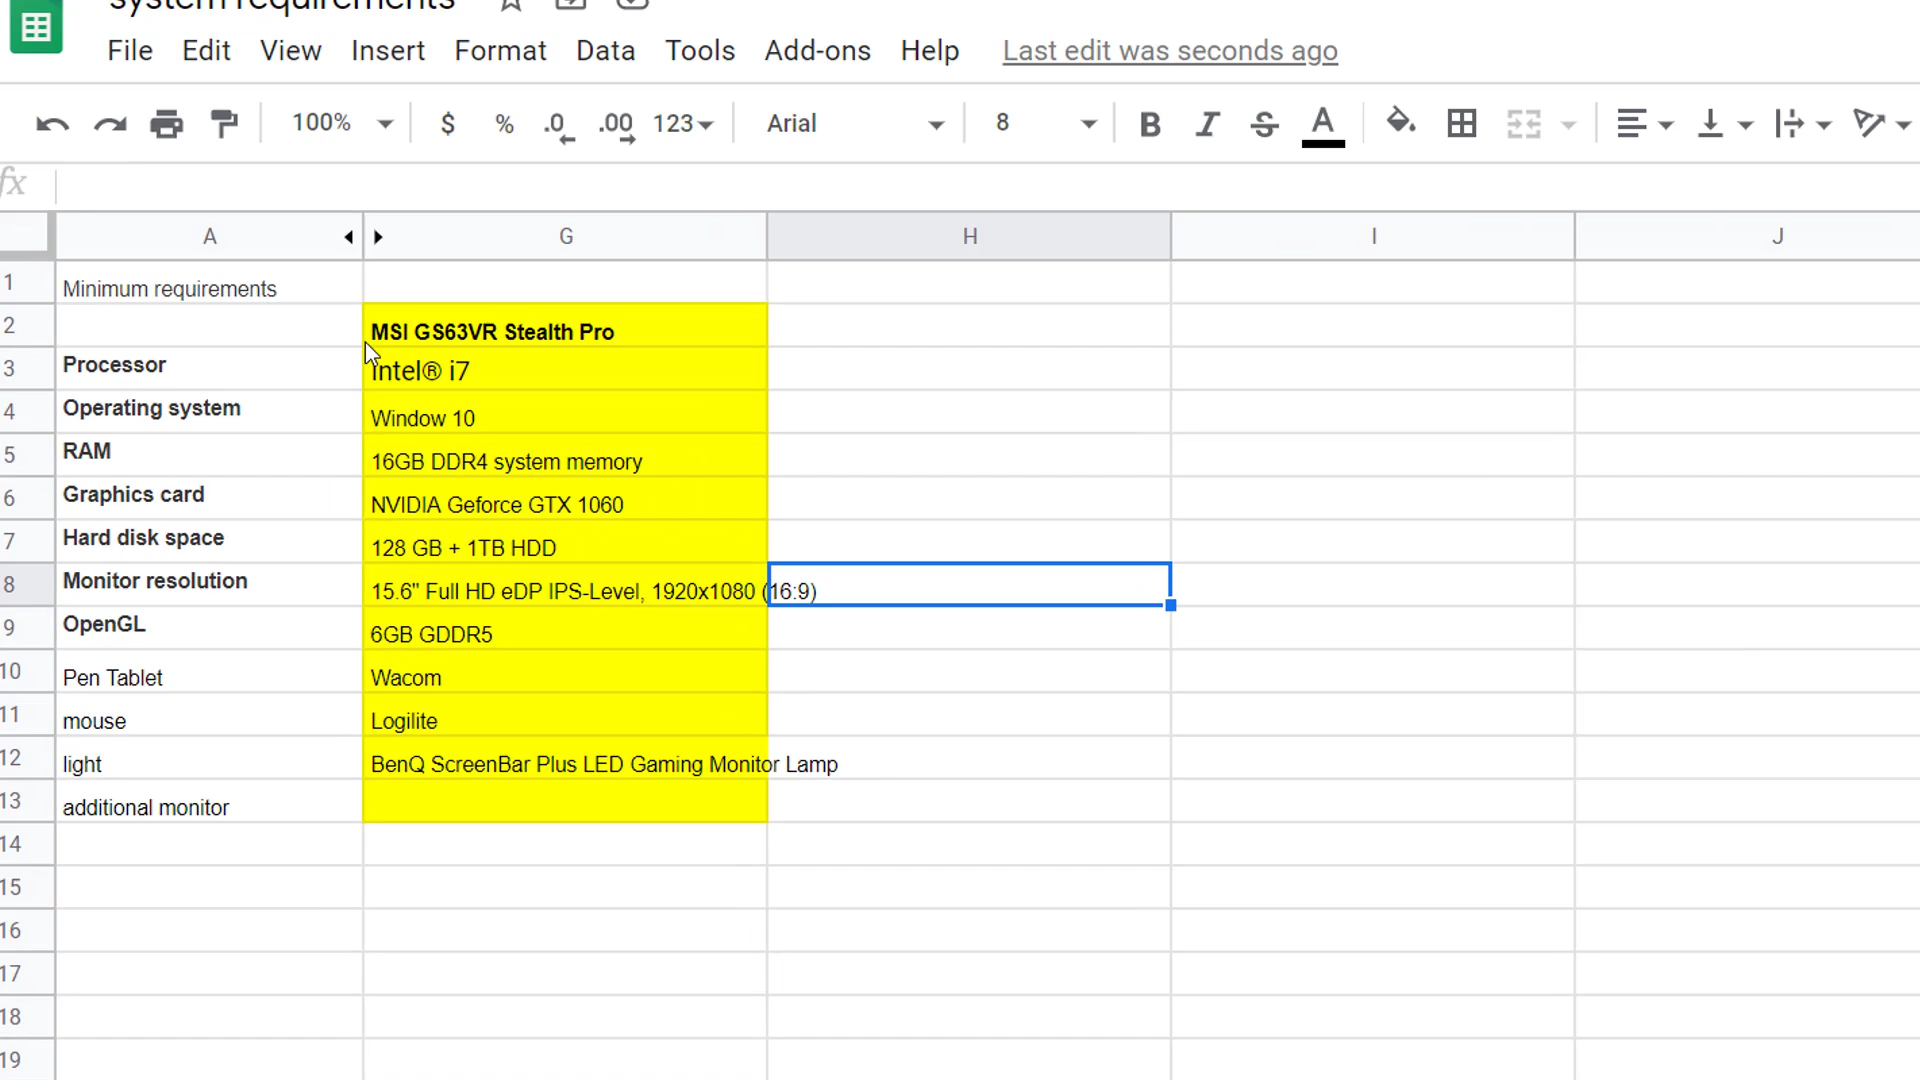 system requirements
File Edit View Insert Format Data Tools Add-ons Help Last edit was seconds ago
100% $ % .0 .00 123 Arial 8 B I S A
fx
A G H I J
1 Minimum requirements
2 MSI GS63VR Stealth Pro
3 Processor Intel® i7
4 Operating system Window 10
5 RAM 16GB DDR4 system memory
6 Graphics card NVIDIA Geforce GTX 1060
7 Hard disk space 128 GB + 1TB HDD
8 Monitor resolution 15.6" Full HD eDP IPS-Level, 1920x1080 (16:9)
9 OpenGL 6GB GDDR5
10 Pen Tablet Wacom
11 mouse Logilite
12 light BenQ ScreenBar Plus LED Gaming Monitor Lamp
13 additional monitor
14
15
16
17
18
19